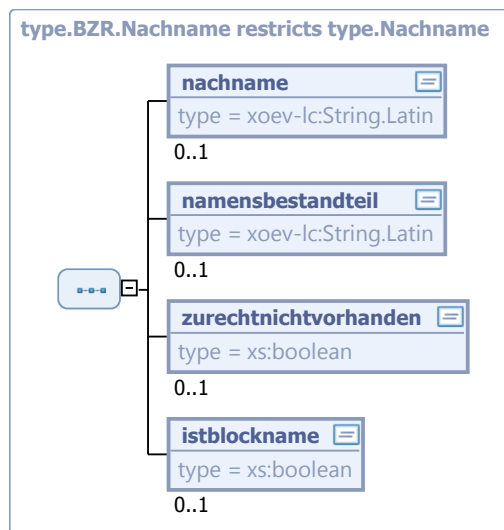 type.BZR.Nachname restricts type.Nachname
nachname
type = xoev-lc:String.Latin
0..1
namensbestandteil
type = xoev-lc:String.Latin
0..1
zurechtnichtvorhanden
type = xs:boolean
0..1
istblockname
type = xs:boolean
0..1